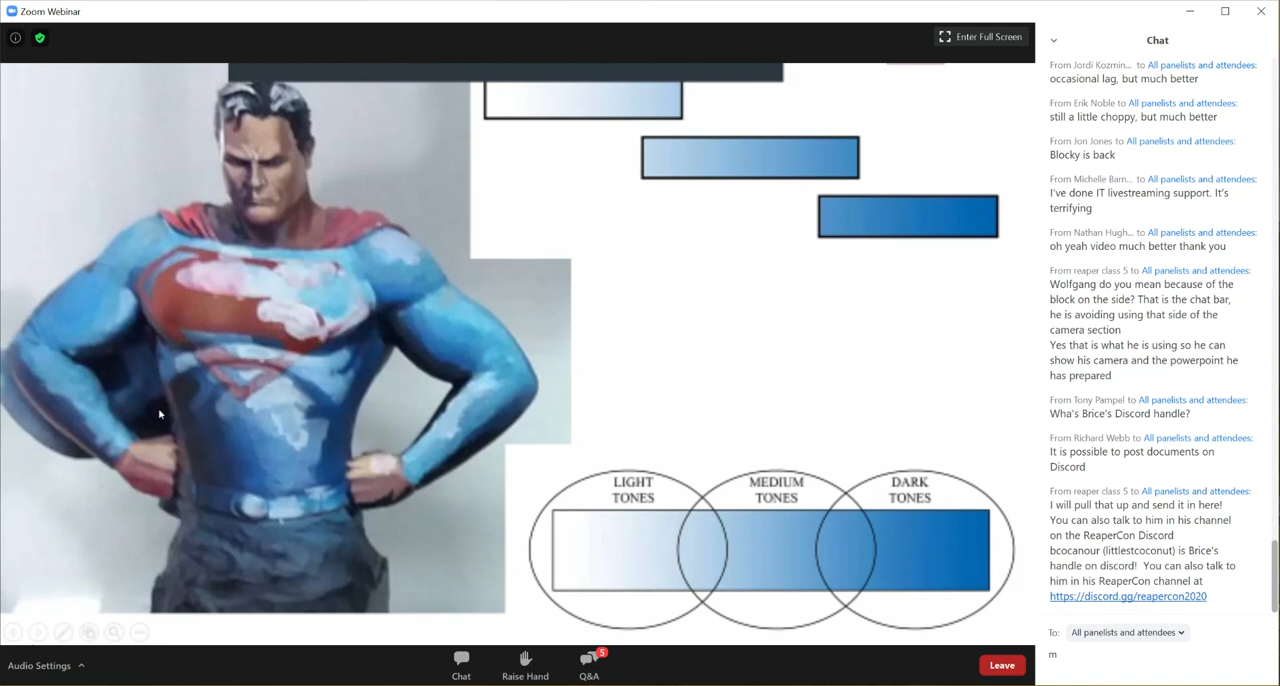 Zoom Webinar
Enter Full Screen
LIGHT
TONES
MEDIUM
TONES
DARK
TONES
Chat
From Jordi Kozmin... to All panelists and attendees:
occasional lag, but much better
From Erik Noble to All panelists and attendees:
still a little choppy, but much better
From Jon Jones to All panelists and attendees:
Blocky is back
From Michelle Barn... to All panelists and attendees:
I've done IT livestreaming support. It's
terrifying
From Nathan Hugh... to All panelists and attendees:
oh yeah video much better thank you
From reaper class 5 to All panelists and attendees:
Wolfgang do you mean because of the
block on the side? That is the chat bar,
he is avoiding using that side of the
camera section
Yes that is what he is using so he can
show his camera and the powerpoint he
has prepared
From Tony Pampel to All panelists and attendees:
Wha's Brice's Discord handle?
From Richard Webb to All panelists and attendees:
It is possible to post documents on
Discord
From reaper class 5 to All panelists and attendees:
I will pull that up and send it in here!
You can also talk to him in his channel
on the ReaperCon Discord
bcocanour (littlestcoconut) is Brice's
handle on discord!  You can also talk to
him in his ReaperCon channel at
https://discord.gg/reapercon2020
To: All panelists and attendees
m
Audio Settings
Chat
Raise Hand
5
Q&A
Leave